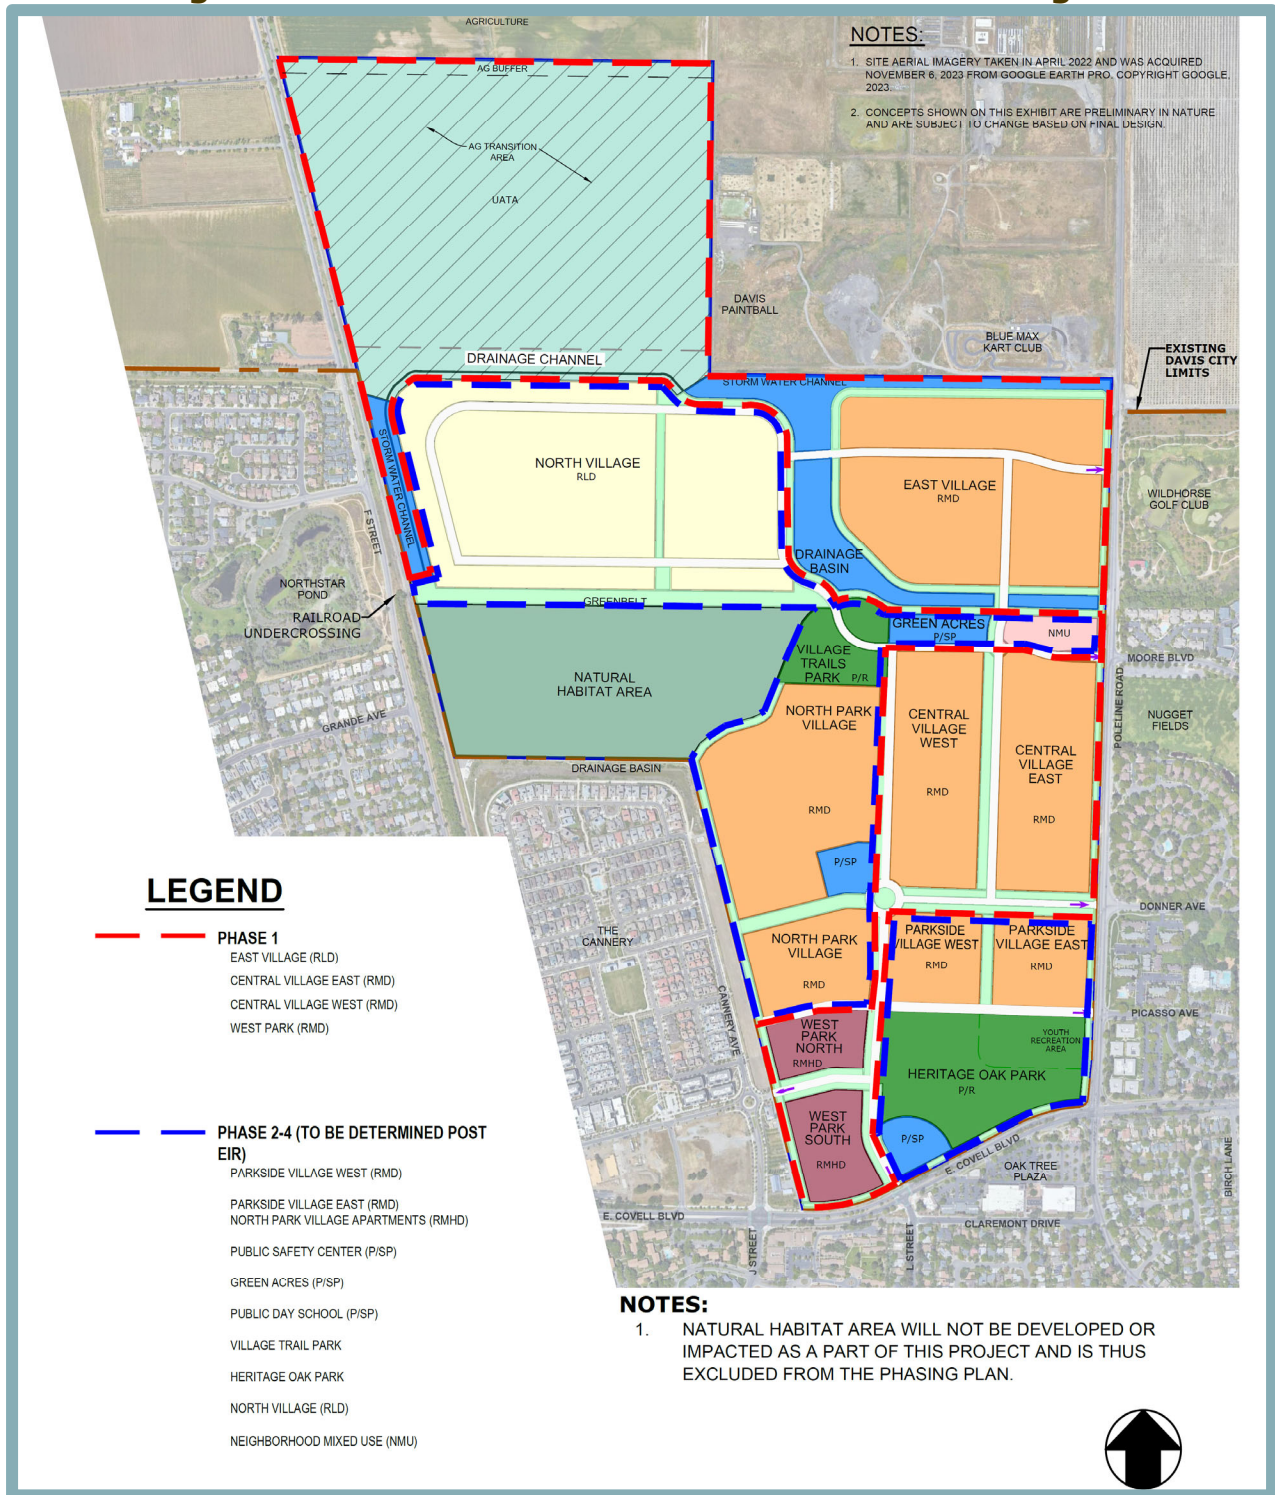 AGRICULTURE
NOTES:
1. SITE AERIAL IMAGERY TAKEN IN APRIL 2022 AND WAS ACQUIRED
NOVEMBER 6, 2023 FROM GOOGLE EARTH PRO. COPYRIGHT GOOGLE,
2023.
2. CONCEPTS SHOWN ON THIS EXHIBIT ARE PRELIMINARY IN NATURE
AND ARE SUBJECT TO CHANGE BASED ON FINAL DESIGN.
AG BUFFER
AG TRANSITION
AREA
UATA
DAVIS
PAINTBALL
BLUE MAX
KART CLUB
EXISTING
DAVIS CITY
LIMITS
DRAINAGE CHANNEL
STORM WATER CHANNEL
STORM WATER CHANNEL
NORTH VILLAGE
RLD
EAST VILLAGE
RMD
WILDHORSE
GOLF CLUB
F STREET
DRAINAGE
BASIN
NORTHSTAR
POND
RAILROAD
UNDERCROSSING
GREENBELT
GREEN ACRES
P/SP
NMU
MOORE BLVD
VILLAGE
TRAILS
PARK P/R
NATURAL
HABITAT AREA
GRANDE AVE
NORTH PARK
VILLAGE
RMD
CENTRAL
VILLAGE
WEST
RMD
CENTRAL
VILLAGE
EAST
RMD
POLELINE ROAD
NUGGET
FIELDS
DRAINAGE BASIN
P/SP
DONNER AVE
THE
CANNERY
NORTH PARK
VILLAGE
RMD
PARKSIDE
VILLAGE WEST
RMD
PARKSIDE
VILLAGE EAST
RMD
CANNERY AVE
PICASSO AVE
WEST
PARK
NORTH
RMHD
YOUTH
RECREATION
AREA
HERITAGE OAK PARK
P/R
WEST
PARK
SOUTH
RMHD
P/SP
E. COVELL BLVD
OAK TREE
PLAZA
BIRCH LANE
E. COVELL BLVD
CLAREMONT DRIVE
J STREET
L STREET
LEGEND
PHASE 1
EAST VILLAGE (RLD)
CENTRAL VILLAGE EAST (RMD)
CENTRAL VILLAGE WEST (RMD)
WEST PARK (RMD)
PHASE 2-4 (TO BE DETERMINED POST
EIR)
PARKSIDE VILLAGE WEST (RMD)
PARKSIDE VILLAGE EAST (RMD)
NORTH PARK VILLAGE APARTMENTS (RMHD)
PUBLIC SAFETY CENTER (P/SP)
GREEN ACRES (P/SP)
PUBLIC DAY SCHOOL (P/SP)
VILLAGE TRAIL PARK
HERITAGE OAK PARK
NORTH VILLAGE (RLD)
NEIGHBORHOOD MIXED USE (NMU)
NOTES:
1. NATURAL HABITAT AREA WILL NOT BE DEVELOPED OR
IMPACTED AS A PART OF THIS PROJECT AND IS THUS
EXCLUDED FROM THE PHASING PLAN.